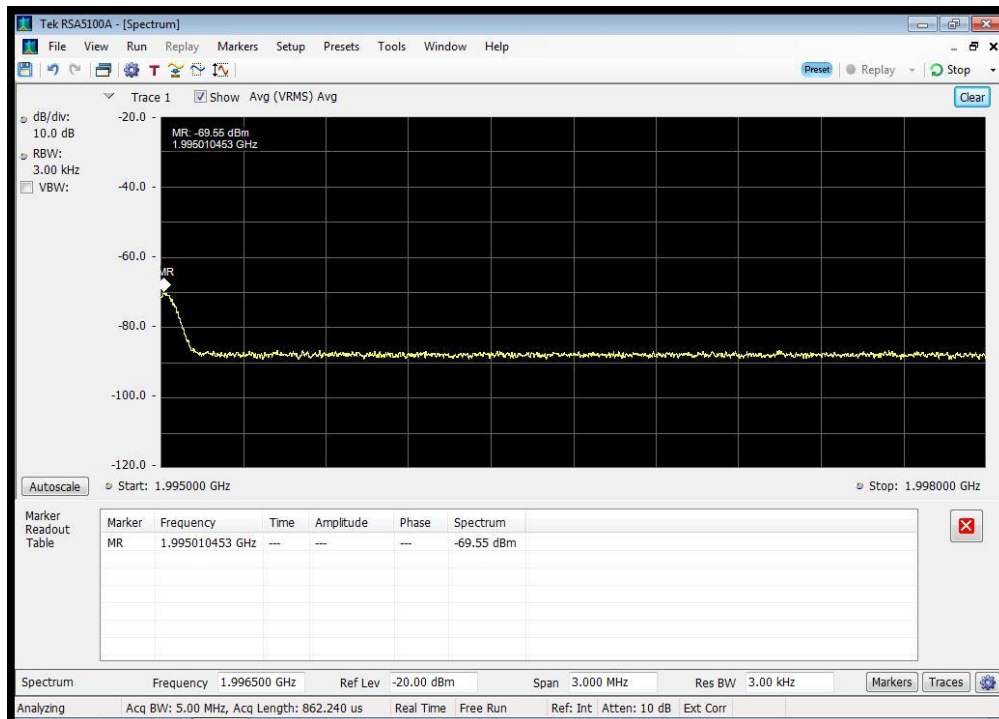 Tek RSA5100A - [Spectrum]
File View Run Replay Markers Setup Presets Tools Window Help
T Preset Replay Stop
Trace 1 Show Avg (VRMS) Avg Clear
dB/div:
10.0 dB
RBW:
3.00 kHz
VBW:
-20.0 -
MR: -69.55 dBm
1.995010453 GHz
-40.0 -
-60.0 -
MR
-80.0 -
-100.0 -
-120.0 -
Autoscale Start: 1.995000 GHz Stop: 1.998000 GHz
Marker
Readout
Table
Marker Frequency Time Amplitude Phase Spectrum
MR 1.995010453 GHz --- --- --- -69.55 dBm
Spectrum Frequency 1.996500 GHz Ref Lev -20.00 dBm Span 3.000 MHz Res BW 3.00 kHz Markers Traces
Analyzing Acq BW: 5.00 MHz, Acq Length: 862.240 us Real Time Free Run Ref: Int Atten: 10 dB Ext Corr